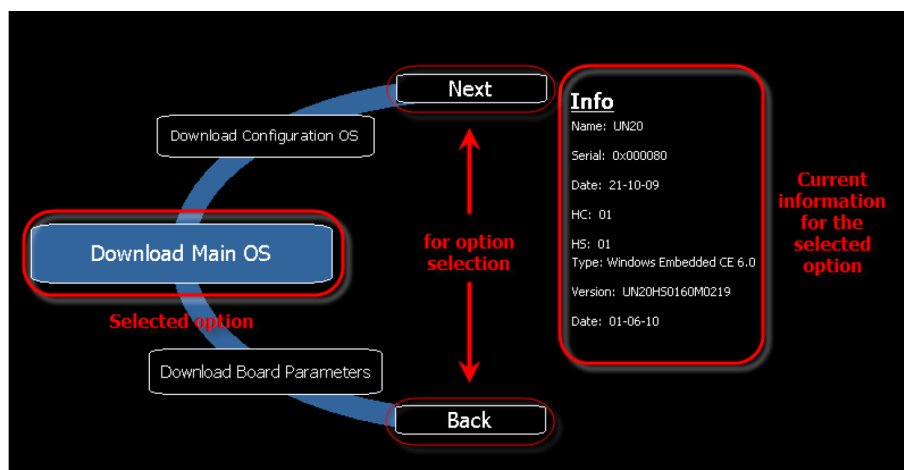 Next
Download Configuration OS
Download Main OS
Selected option
Download Board Parameters
Back
for option
selection
Info
Name: UN20
Serial: 0x000080
Date: 21-10-09
HC: 01
HS: 01
Type: Windows Embedded CE 6.0
Version: UN20HS0160M0219
Date: 01-06-10
Current
information
for the
selected
option